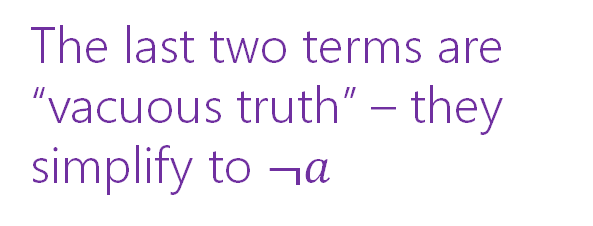 The last two terms are
“vacuous truth” – they
simplify to ¬a